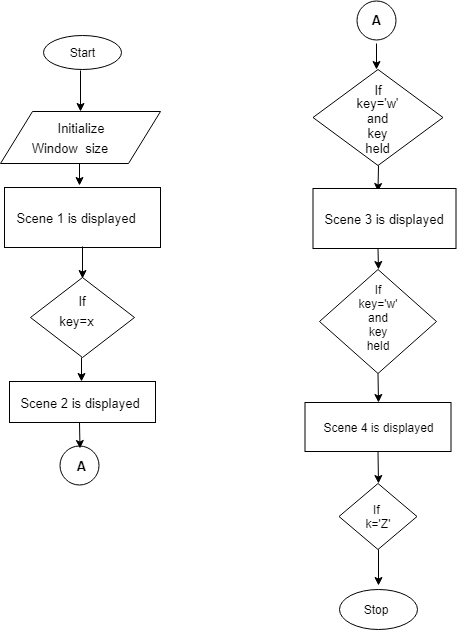 Start
Initialize
Window size
Scene 1 is displayed
If
key=x
Scene 2 is displayed
A
A
If
key='w'
and
key
held
Scene 3 is displayed
If
key='w'
and
key
held
Scene 4 is displayed
If
k='Z'
Stop